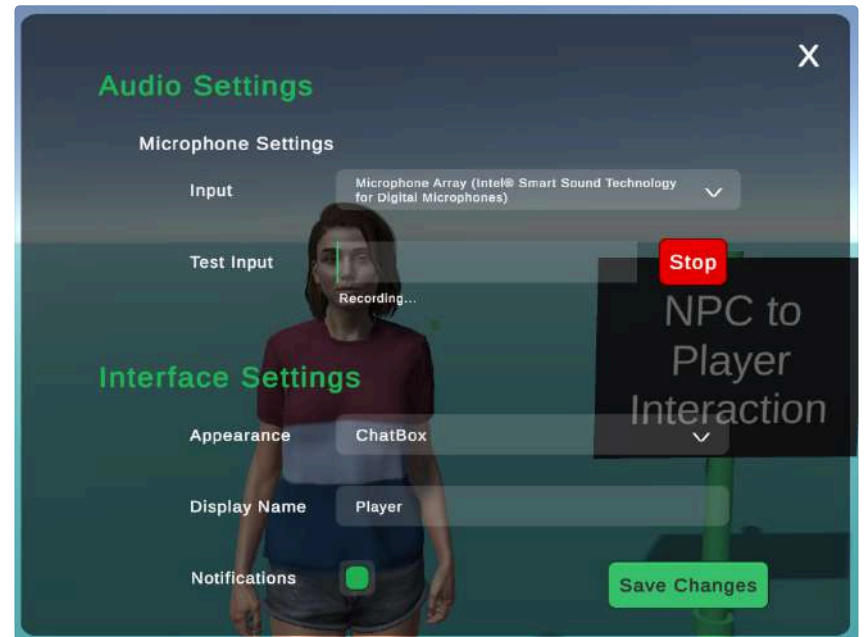 X
Audio Settings
Microphone Settings
Input
Microphone Array (Intel® Smart Sound Technology
for Digital Microphones)
Test Input
Stop
Recording...
NPC to
Player
Interaction
Interface Settings
Appearance
ChatBox
Display Name
Player
Notifications
Save Changes